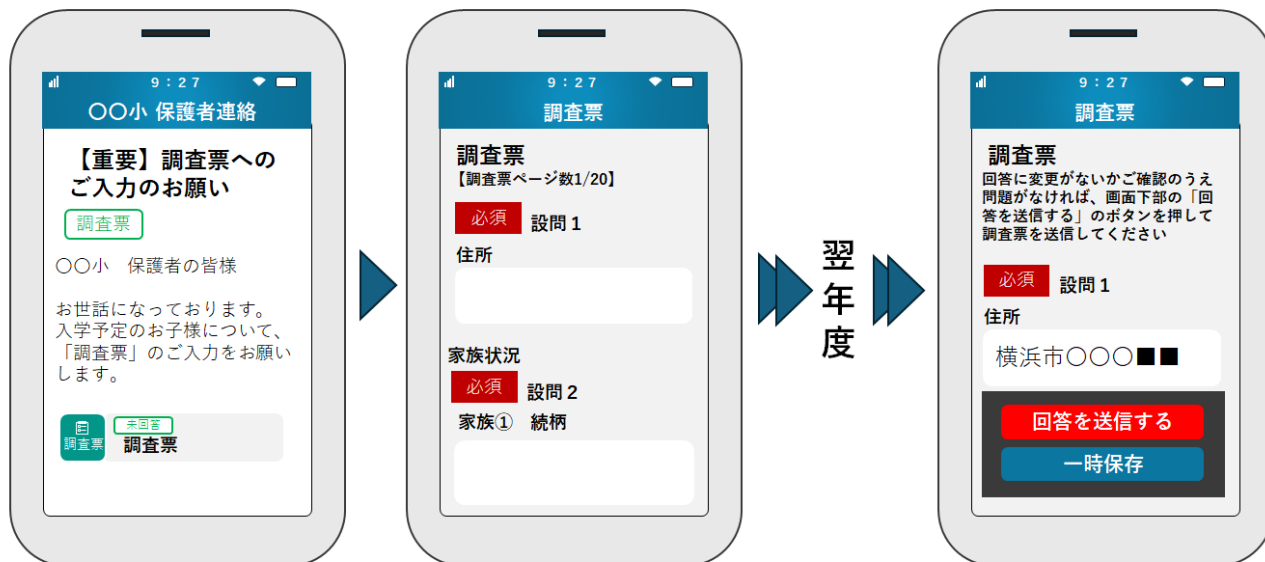 9:27
〇〇小 保護者連絡
【重要】調査票への
ご入力のお願い
調査票
〇〇小　保護者の皆様
お世話になっております。
入学予定のお子様について、
「調査票」のご入力をお願い
します。
調査票
未回答
調査票
9:27
調査票
調査票
【調査票ページ数1/20】
必須 設問1
住所
家族状況
必須 設問2
家族①　続柄
翌年度
9:27
調査票
調査票
回答に変更がないかご確認のうえ
問題がなければ、画面下部の「回
答を送信する」のボタンを押して
調査票を送信してください
必須 設問1
住所
横浜市〇〇〇■■
回答を送信する
一時保存